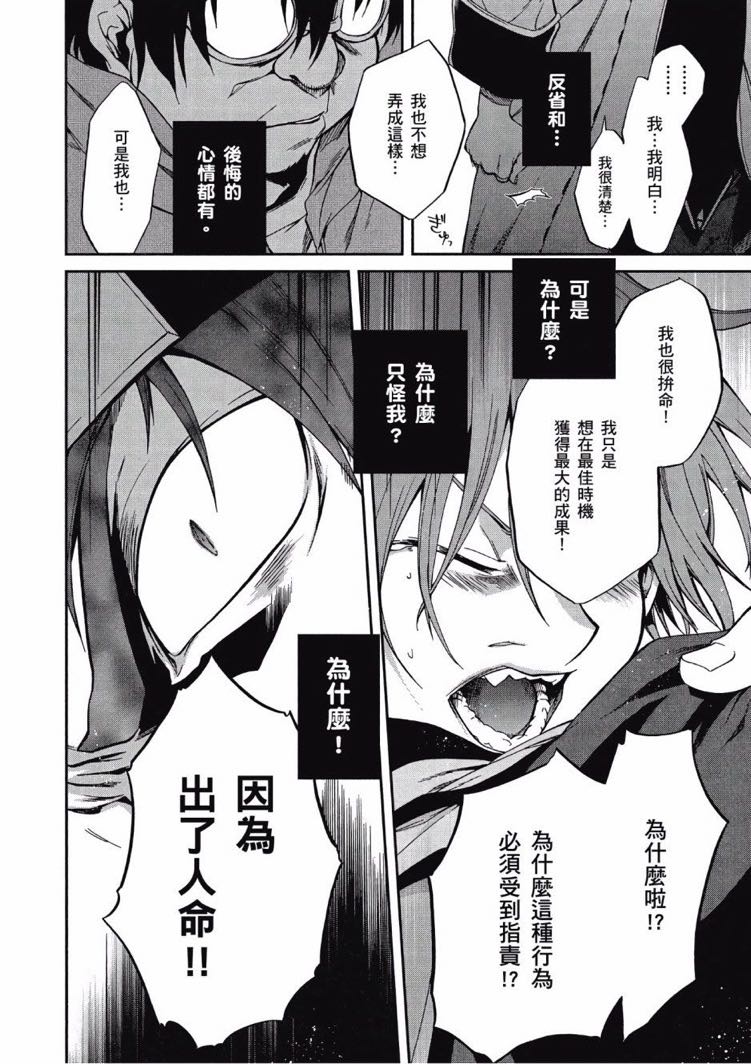 ……
……
我…我明白…
我很清楚…
反省和…
ぎゅっ
我也不想
弄成這樣…
後悔的
心情都有。
可是我也…
我也很拚命！
可是
為什麼？
我只是
想在最佳時機
獲得最大的成果！
為什麼
只怪我？
為什麼啦!?
為什麼這種行為
必須受到指責!?
為什麼！
因為
出了人命!!